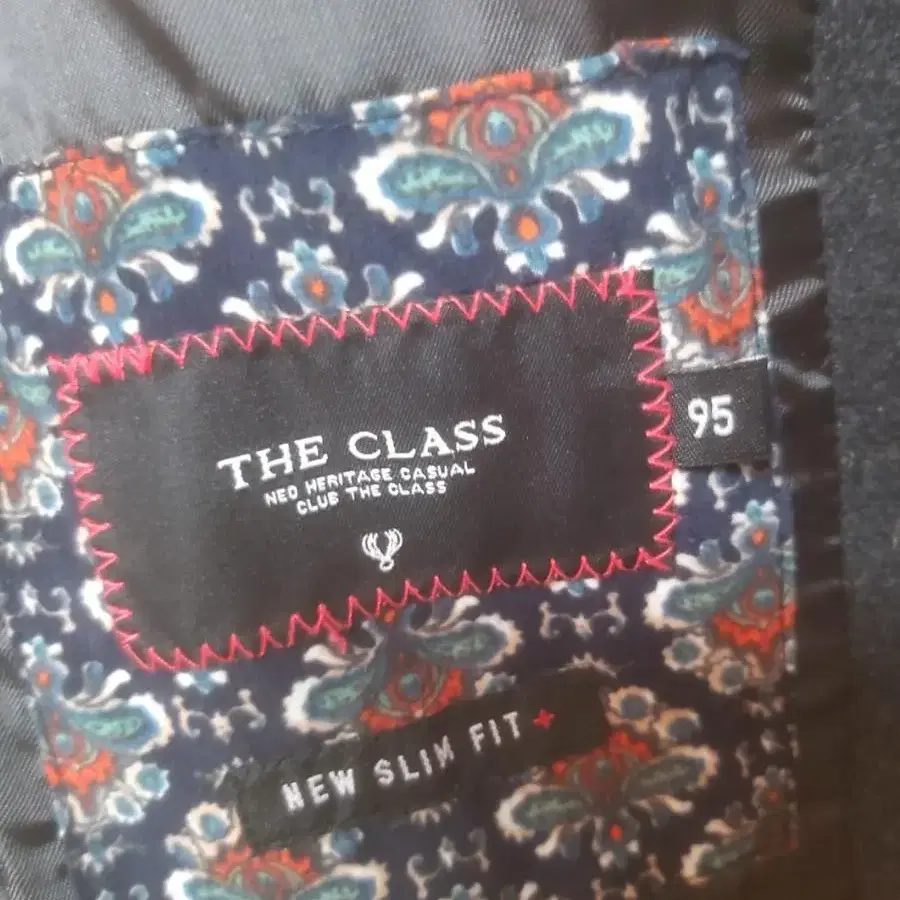 THE CLASS
NEO HERITAGE CASUAL
CLUB THE CLASS
95
NEW SLIM FIT